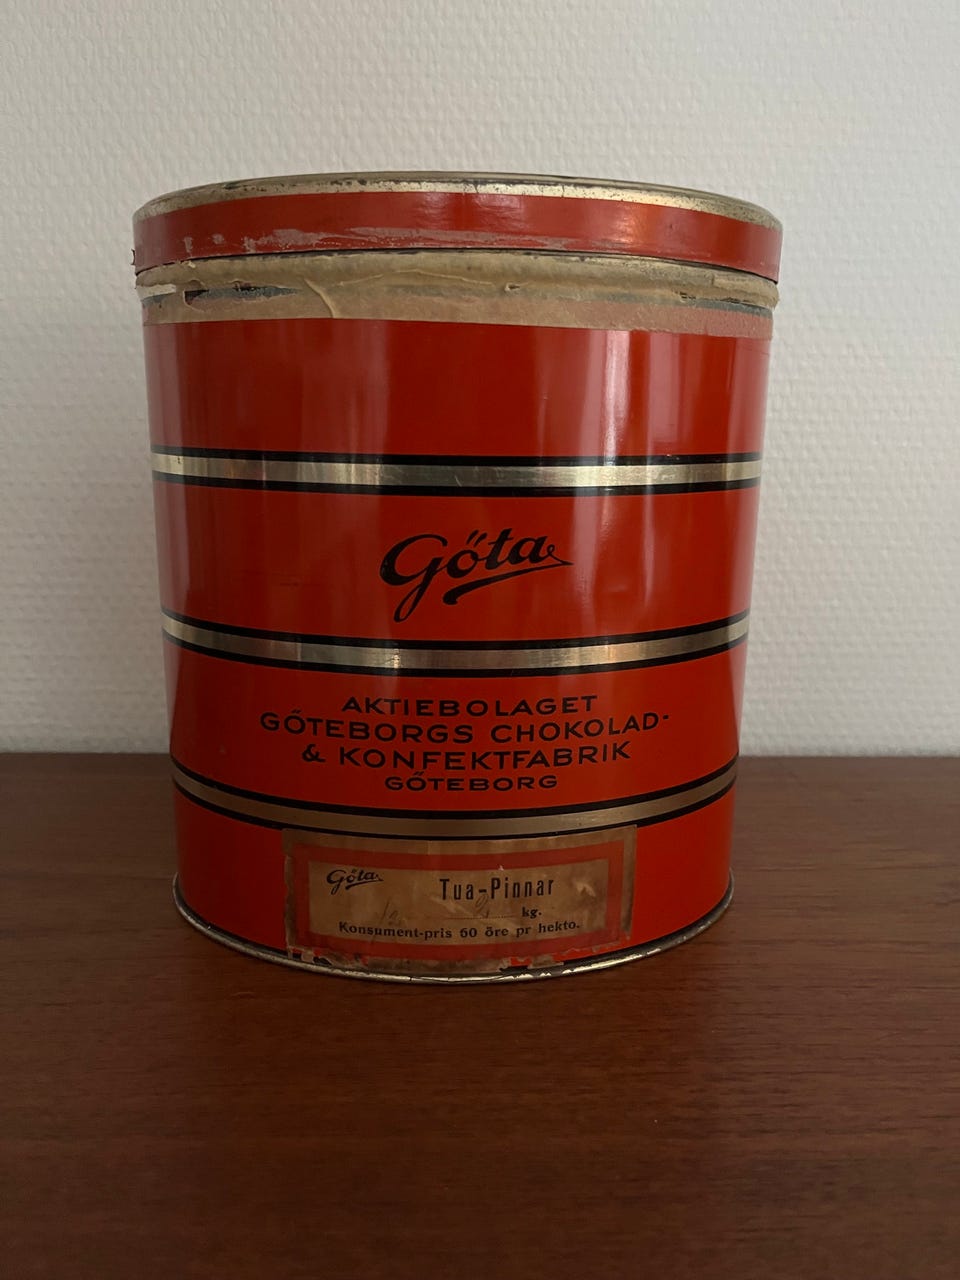 Göta
AKTIEBOLAGET
GÖTEBORGS CHOKOLAD-
& KONFEKTFABRIK
GÖTEBORG
Göta
Tua-Pinnar
kg.
Konsument-pris 60 öre pr hekto.